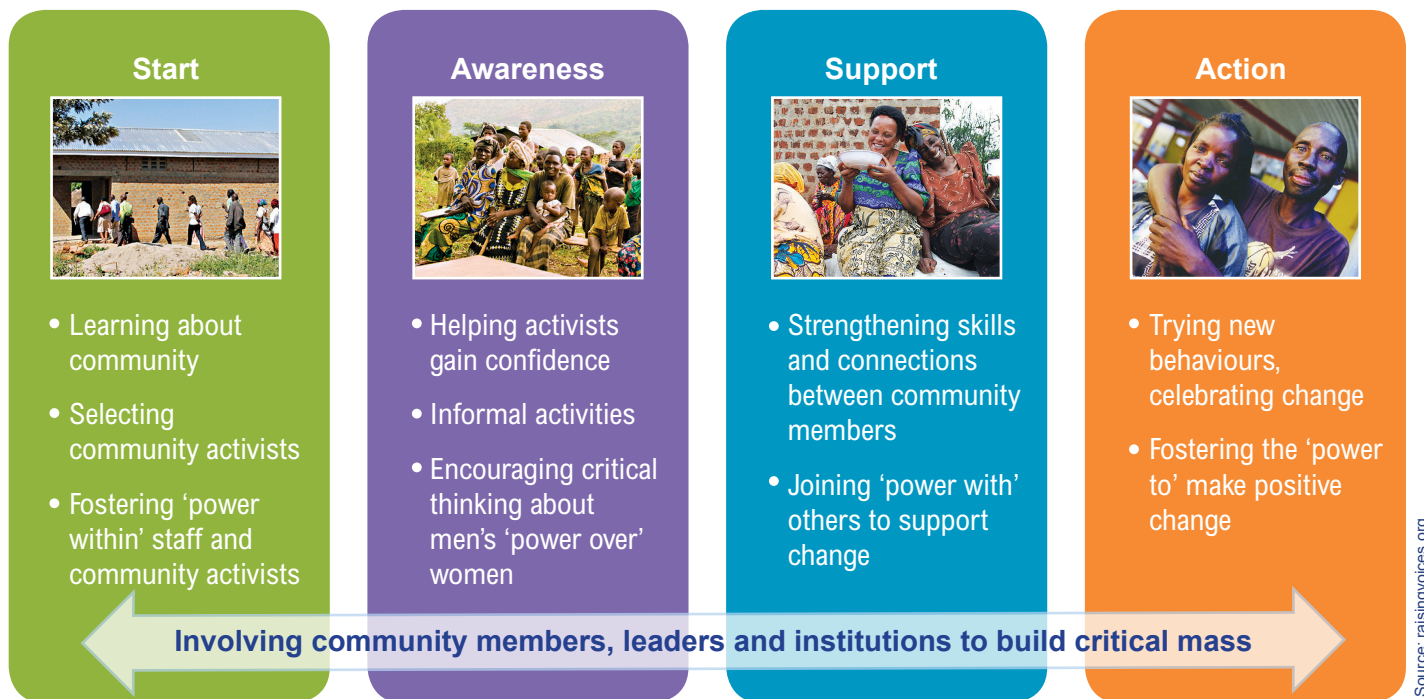 Start
• Learning about
community
• Selecting
community activists
• Fostering ‘power
within’ staff and
community activists
Awareness
• Helping activists
gain confidence
• Informal activities
• Encouraging critical
thinking about
men’s ‘power over’
women
Support
• Strengthening skills
and connections
between community
members
• Joining ‘power with’
others to support
change
Action
• Trying new
behaviours,
celebrating change
• Fostering the ‘power
to’ make positive
change
Involving community members, leaders and institutions to build critical mass
Source: raisingvoices.org